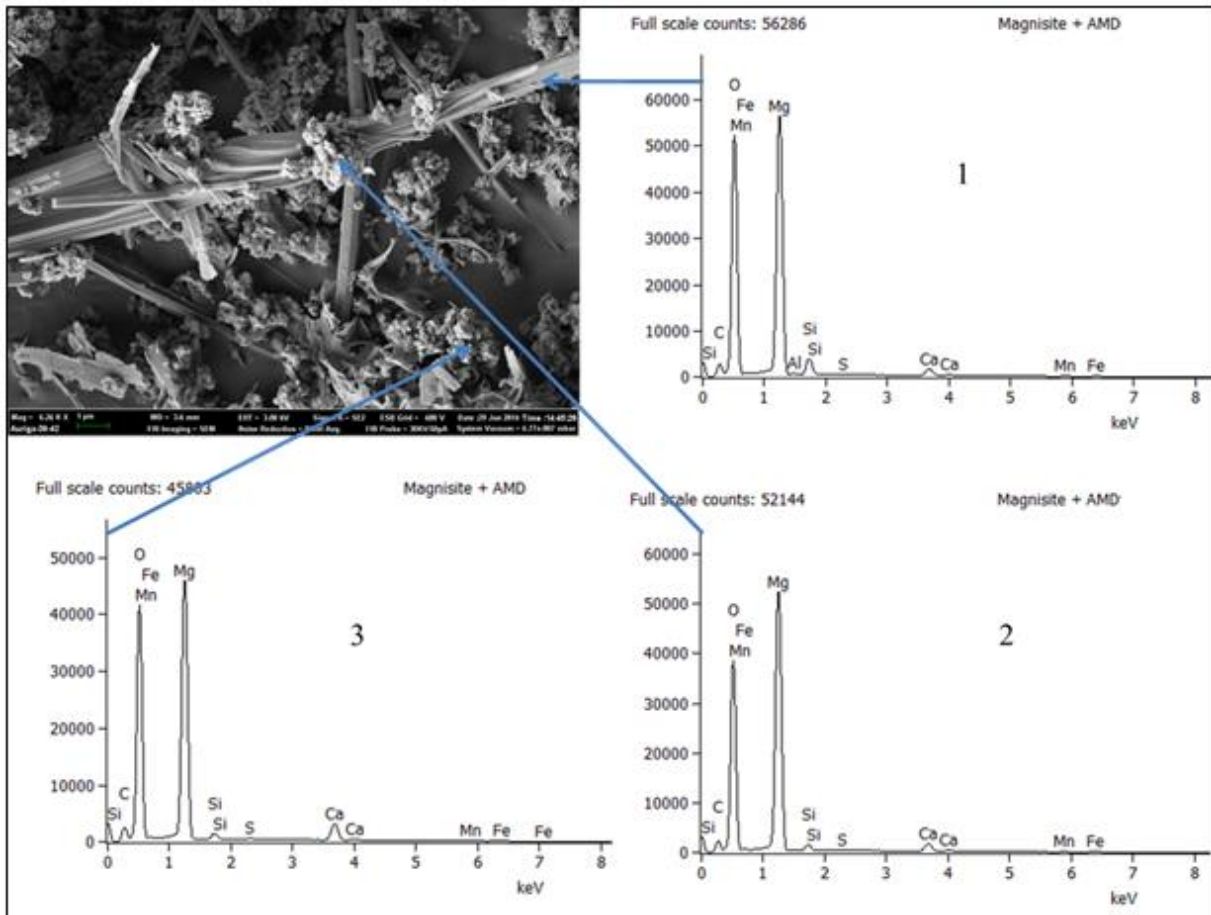 Full scale counts: 56286 Magnisite + AMD
60000
50000
40000
30000
20000
10000
0
O
Fe
Mn
Mg
1
Si
C
Al
Si
Si
S
Ca
Ca
Mn
Fe
0 1 2 3 4 5 6 7 8
keV
Full scale counts: 45803 Magnisite + AMD
50000
40000
30000
20000
10000
0
O
Fe
Mn
Mg
3
Si
C
Si
Si
S
Ca
Ca
Mn
Fe
Fe
0 1 2 3 4 5 6 7 8
keV
Full scale counts: 52144 Magnisite + AMD
60000
50000
40000
30000
20000
10000
0
O
Fe
Mn
Mg
2
Si
C
Si
Si
S
Ca
Ca
Mn
Fe
0 1 2 3 4 5 6 7 8
keV